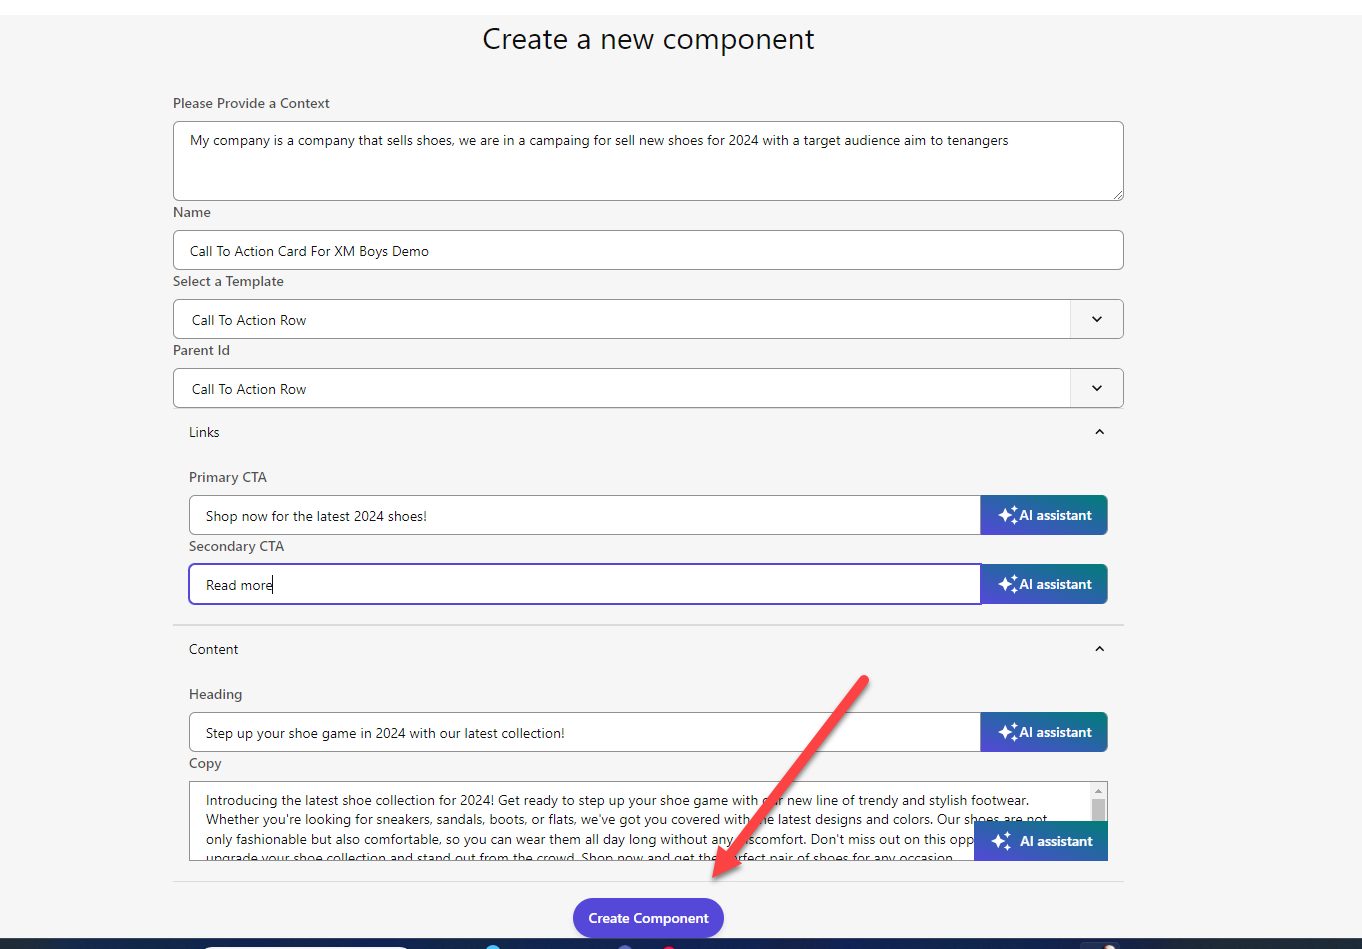 Create a new component
Please Provide a Context
My company is a company that sells shoes, we are in a campaing for sell new shoes for 2024 with a target audience aim to tenangers
Name
Call To Action Card For XM Boys Demo
Select a Template
Call To Action Row
Parent Id
Call To Action Row
Links
Primary CTA
Shop now for the latest 2024 shoes!
AI assistant
Secondary CTA
Read more
AI assistant
Content
Heading
Step up your shoe game in 2024 with our latest collection!
AI assistant
Copy
Introducing the latest shoe collection for 2024! Get ready to step up your shoe game with our new line of trendy and stylish footwear.
Whether you're looking for sneakers, sandals, boots, or flats, we've got you covered with the latest designs and colors. Our shoes are not
only fashionable but also comfortable, so you can wear them all day long without any discomfort. Don't miss out on this opp
AI assistant
upgrade your shoe collection and stand out from the crowd. Shop now and get the perfect pair of shoes for any occasion.
Create Component